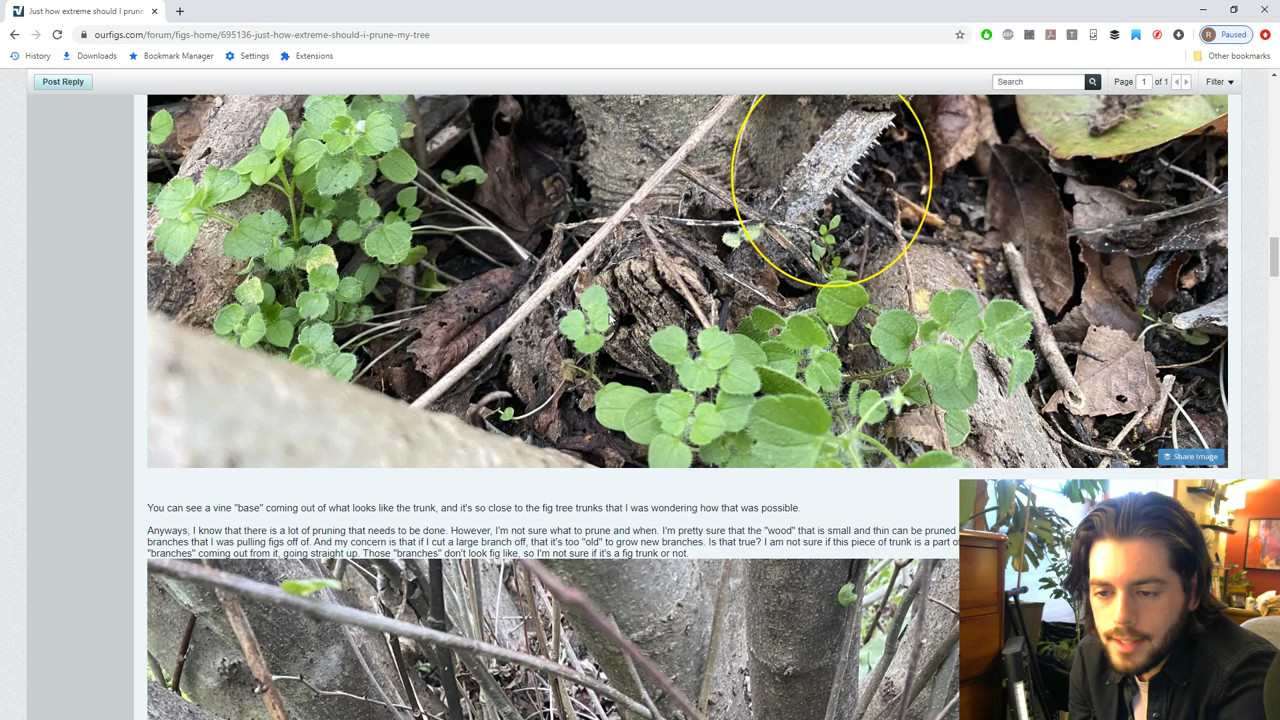 Just how extreme should I prune
ourfigs.com/forum/figs-home/695136-just-how-extreme-should-i-prune-my-tree
R Paused
History Downloads Bookmark Manager Settings Extensions Other bookmarks
Post Reply Search Page 1 of 1 Filter
Share Image
You can see a vine "base" coming out of what looks like the trunk, and it's so close to the fig tree trunks that I was wondering how that was possible.
Anyways, I know that there is a lot of pruning that needs to be done. However, I'm not sure what to prune and when. I'm pretty sure that the "wood" that is small and thin can be pruned
branches that I was pulling figs off of. And my concern is that if I cut a large branch off, that it's too "old" to grow new branches. Is that true? I am not sure if this piece of trunk is a part o
"branches" coming out from it, going straight up. Those "branches" don't look fig like, so I'm not sure if it's a fig trunk or not.